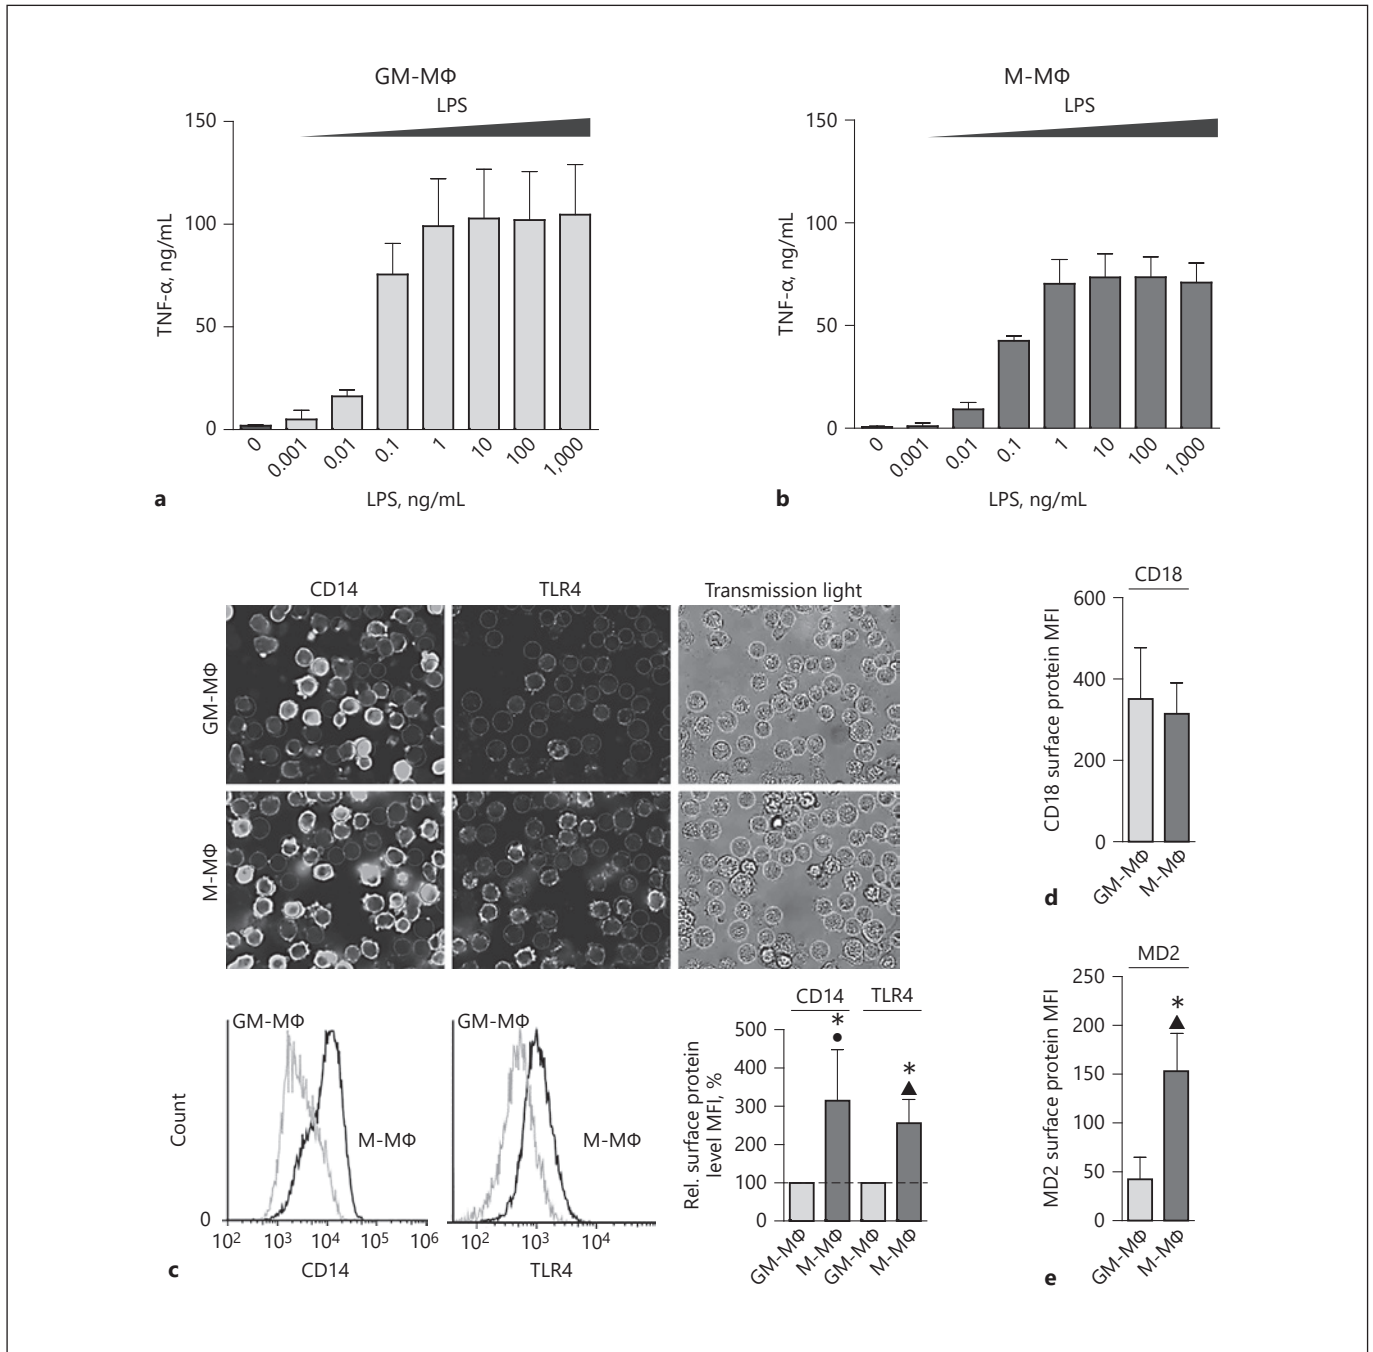 GM-MΦ
LPS
150
100
50
0
TNF-α, ng/mL
0 0.001 0.01 0.1 1 10 100 1,000
LPS, ng/mL
a
M-MΦ
LPS
150
100
50
0
TNF-α, ng/mL
0 0.001 0.01 0.1 1 10 100 1,000
LPS, ng/mL
b
CD14 TLR4 Transmission light
GM-MΦ
M-MΦ
GM-MΦ
M-MΦ
Count
0
10² 10³ 10⁴ 10⁵ 10⁶
CD14
GM-MΦ
M-MΦ
10² 10³ 10⁴
TLR4
CD14 TLR4
* *
500
400
300
200
100
0
Rel. surface protein
level MFI, %
GM-MΦ M-MΦ GM-MΦ M-MΦ
c
CD18
600
400
200
0
CD18 surface protein MFI
GM-MΦ M-MΦ
d
MD2
*
250
200
150
100
50
0
MD2 surface protein MFI
GM-MΦ M-MΦ
e